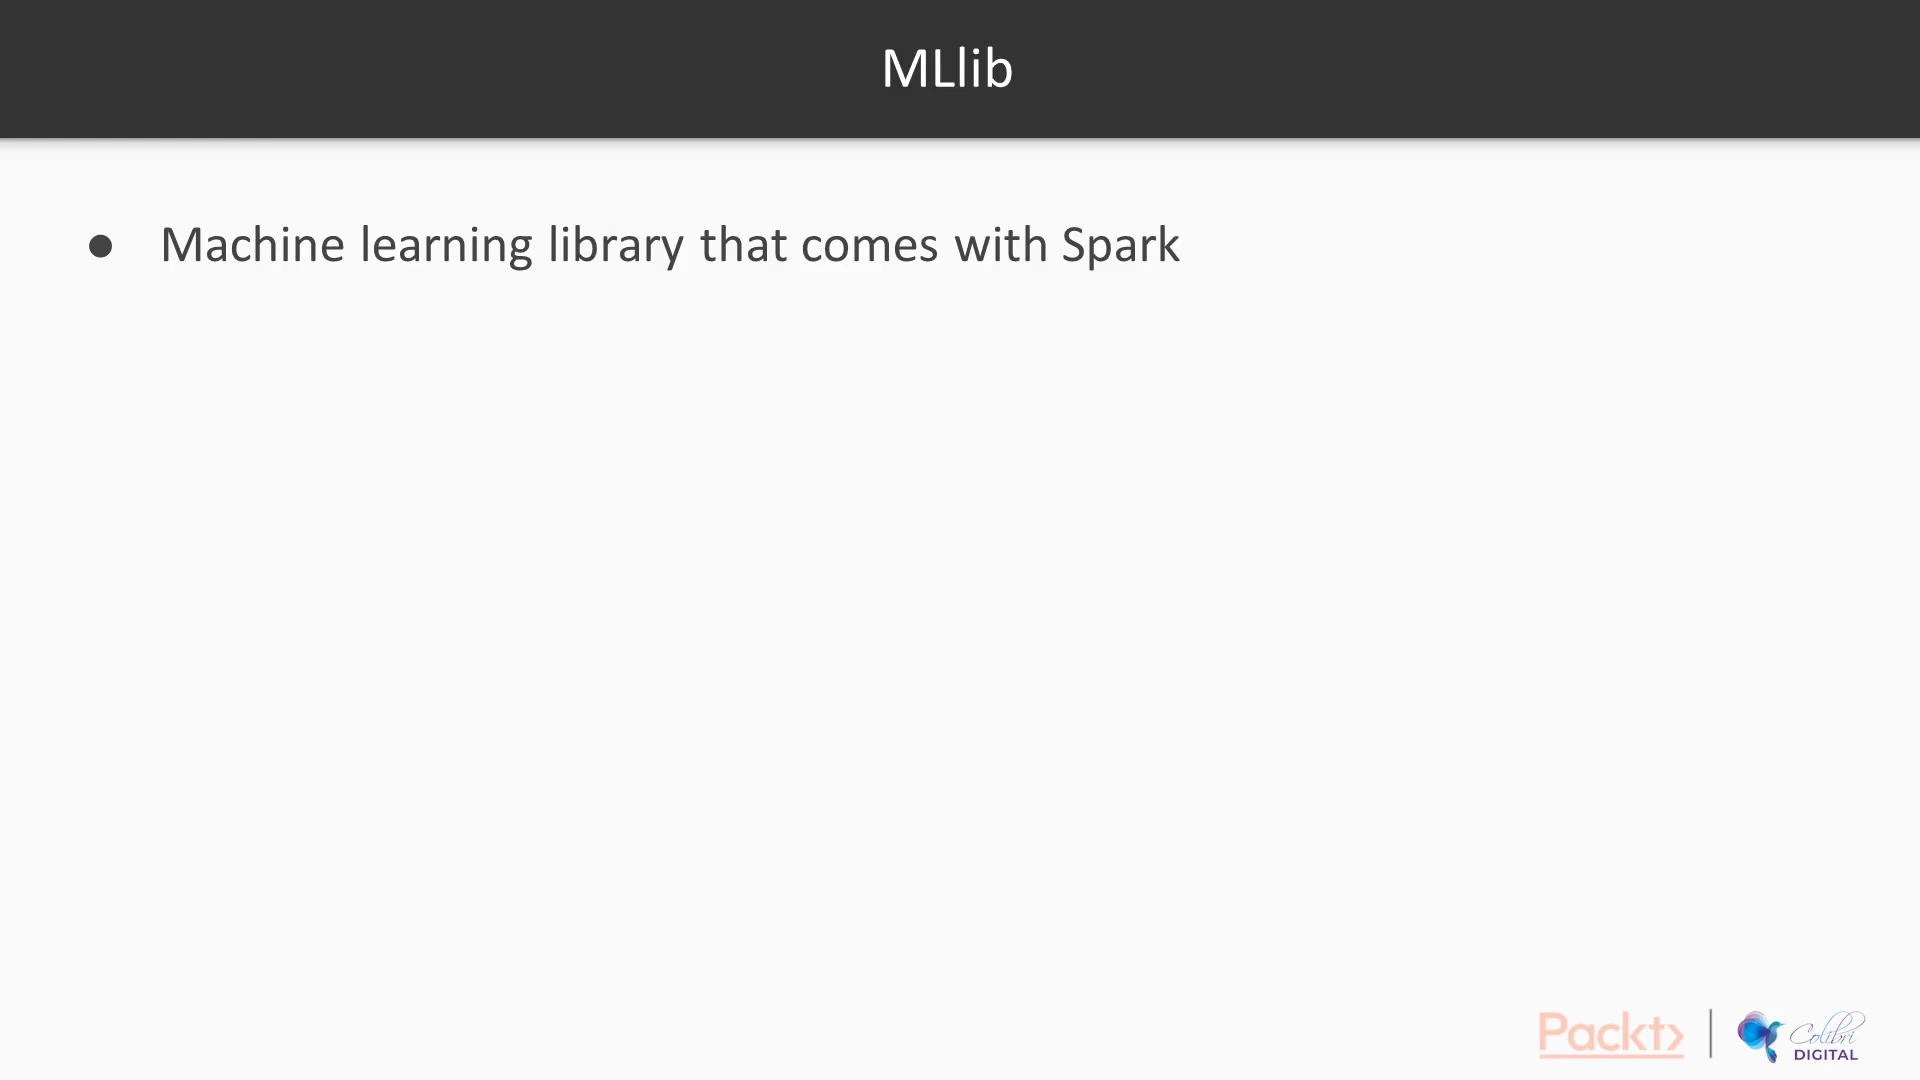 MLlib
● Machine learning library that comes with Spark
Packt>
Colibri
DIGITAL